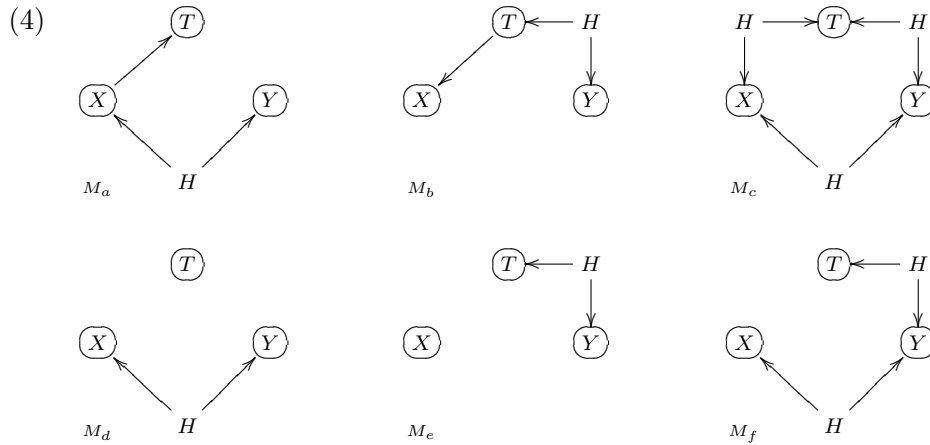 (4) T T H H T H
X Y X Y X Y
H H
M_a M_b M_c
T T H T H
X Y X Y X Y
H H
M_d M_e M_f